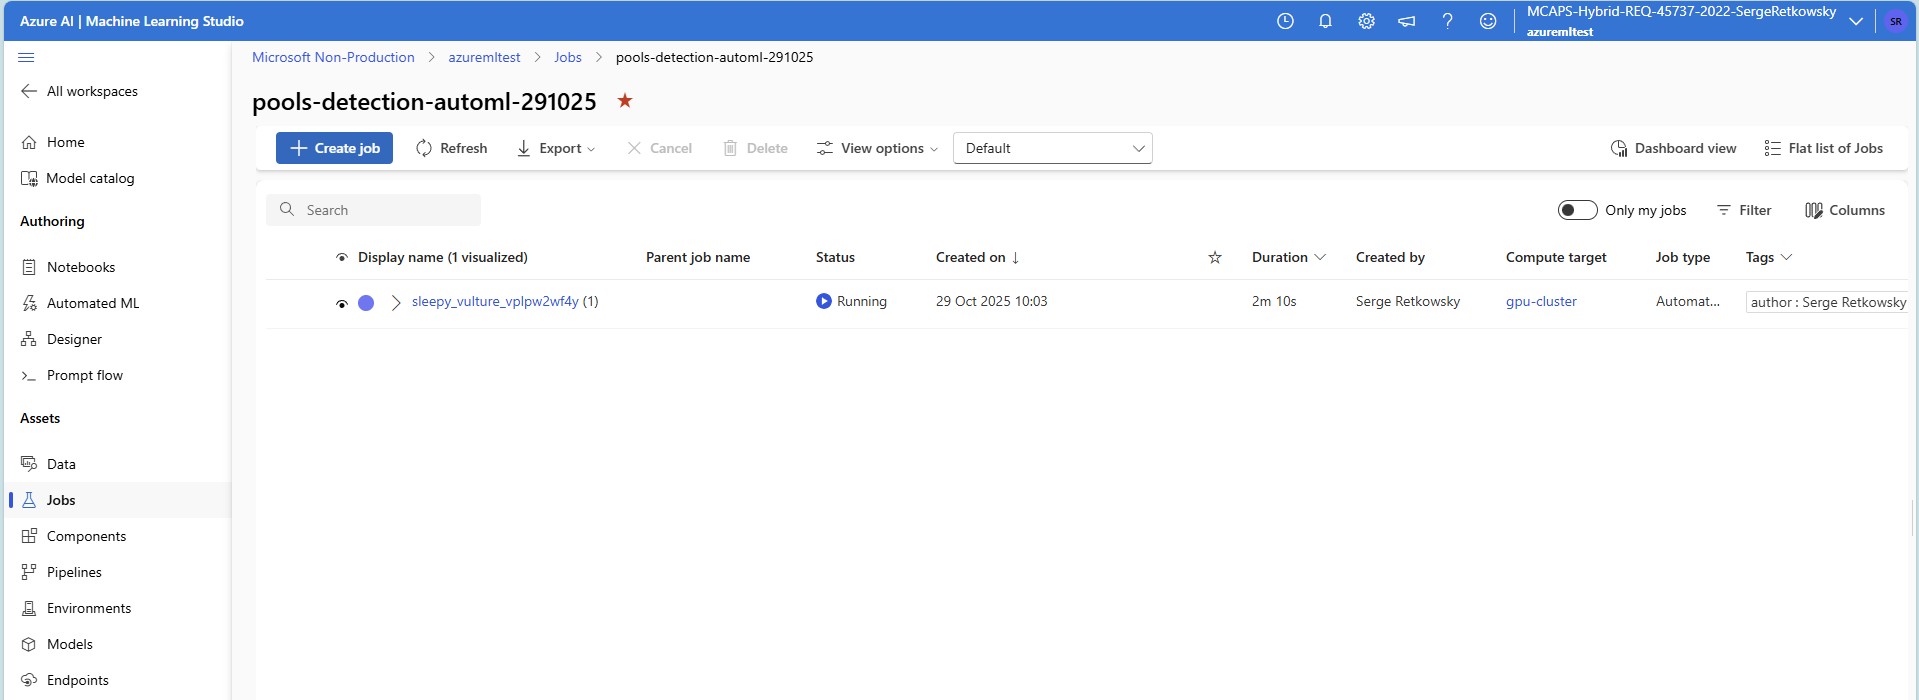 Azure AI | Machine Learning Studio
MCAPS-Hybrid-REQ-45737-2022-SergeRetkowsky
azuremltest
SR
All workspaces
Home
Model catalog
Authoring
Notebooks
Automated ML
Designer
Prompt flow
Assets
Data
Jobs
Components
Pipelines
Environments
Models
Endpoints
Microsoft Non-Production > azuremltest > Jobs > pools-detection-automl-291025
pools-detection-automl-291025
Create job Refresh Export Cancel Delete View options Default Dashboard view Flat list of Jobs
Search Only my jobs Filter Columns
Display name (1 visualized) Parent job name Status Created on ↓ Duration Created by Compute target Job type Tags
sleepy_vulture_vplpw2wf4y (1) Running 29 Oct 2025 10:03 2m 10s Serge Retkowsky gpu-cluster Automat... author : Serge Retkowsky